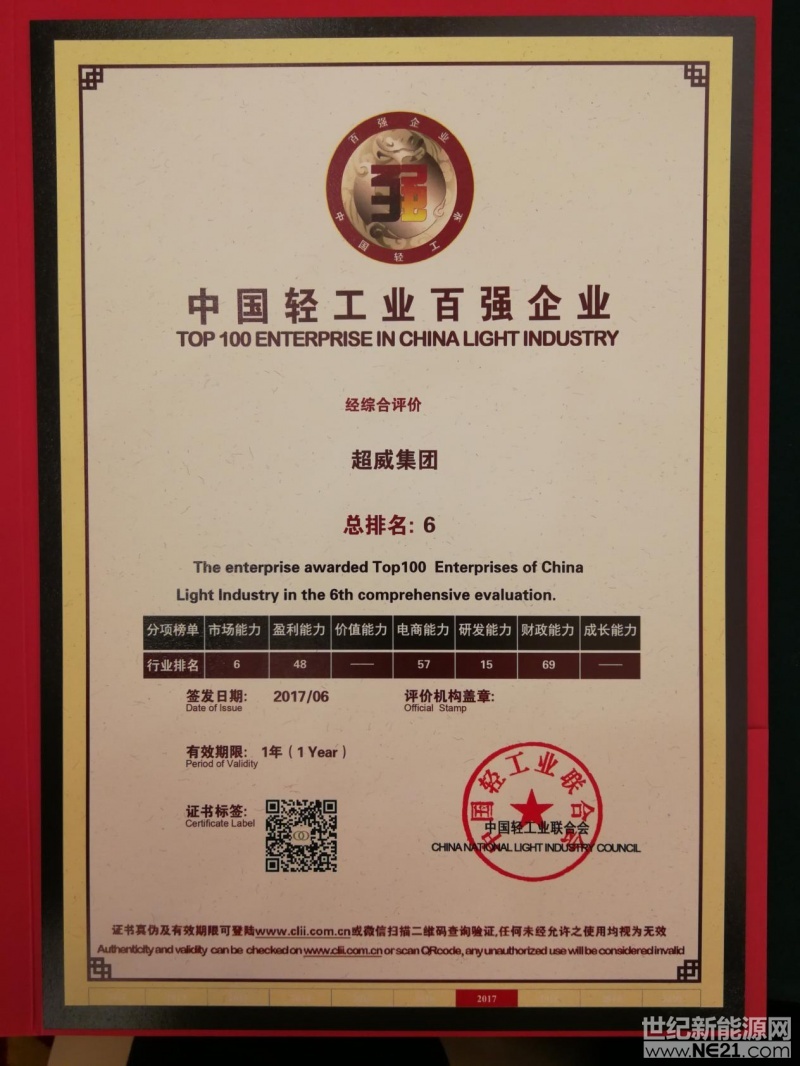 百强企业
强
中国轻工业
中国轻工业百强企业
TOP 100 ENTERPRISE IN CHINA LIGHT INDUSTRY
经综合评价
超威集团
总排名: 6
The enterprise awarded Top100 Enterprises of China
Light Industry in the 6th comprehensive evaluation.
分项榜单 市场能力 盈利能力 价值能力 电商能力 研发能力 财政能力 成长能力
行业排名 6 48 —— 57 15 69 ——
签发日期: 2017/06 评价机构盖章:
Date of Issue Official Stamp
有效期限: 1年 ( 1 Year )
Period of Validity
证书标签:
Certificate Label
中国轻工业联合会
中国轻工业联合会
CHINA NATIONAL LIGHT INDUSTRY COUNCIL
证书真伪及有效期限可登陆www.clii.com.cn或微信扫描二维码查询验证,任何未经允许之使用均视为无效
Authenticity and validity can be checked on www.clii.com.cn or scan QRcode, any unauthorized use will be considered invalid
2017
世纪新能源网
www.NE21.com